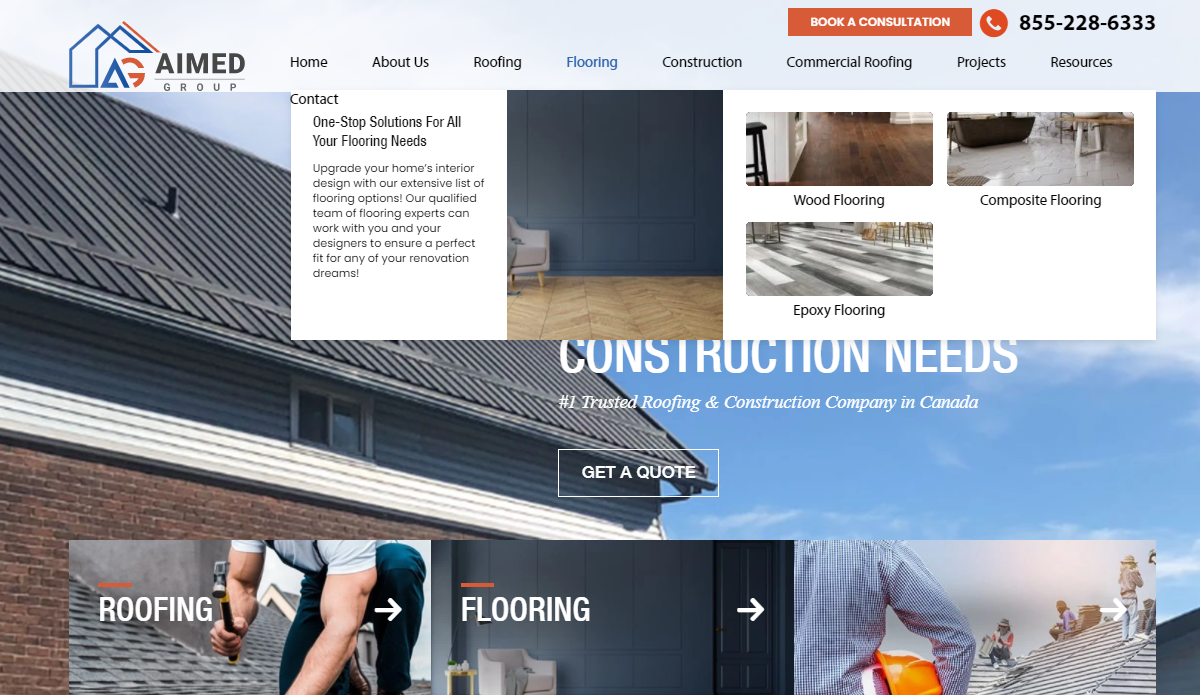 BOOK A CONSULTATION
855-228-6333
AG AIMED
GROUP
Home
About Us
Roofing
Flooring
Construction
Commercial Roofing
Projects
Resources
Contact
One-Stop Solutions For All
Your Flooring Needs
Upgrade your home's interior
design with our extensive list of
flooring options! Our qualified
team of flooring experts can
work with you and your
designers to ensure a perfect
fit for any of your renovation
dreams!
Wood Flooring
Composite Flooring
Epoxy Flooring
CONSTRUCTION NEEDS
#1 Trusted Roofing & Construction Company in Canada
GET A QUOTE
ROOFING
FLOORING